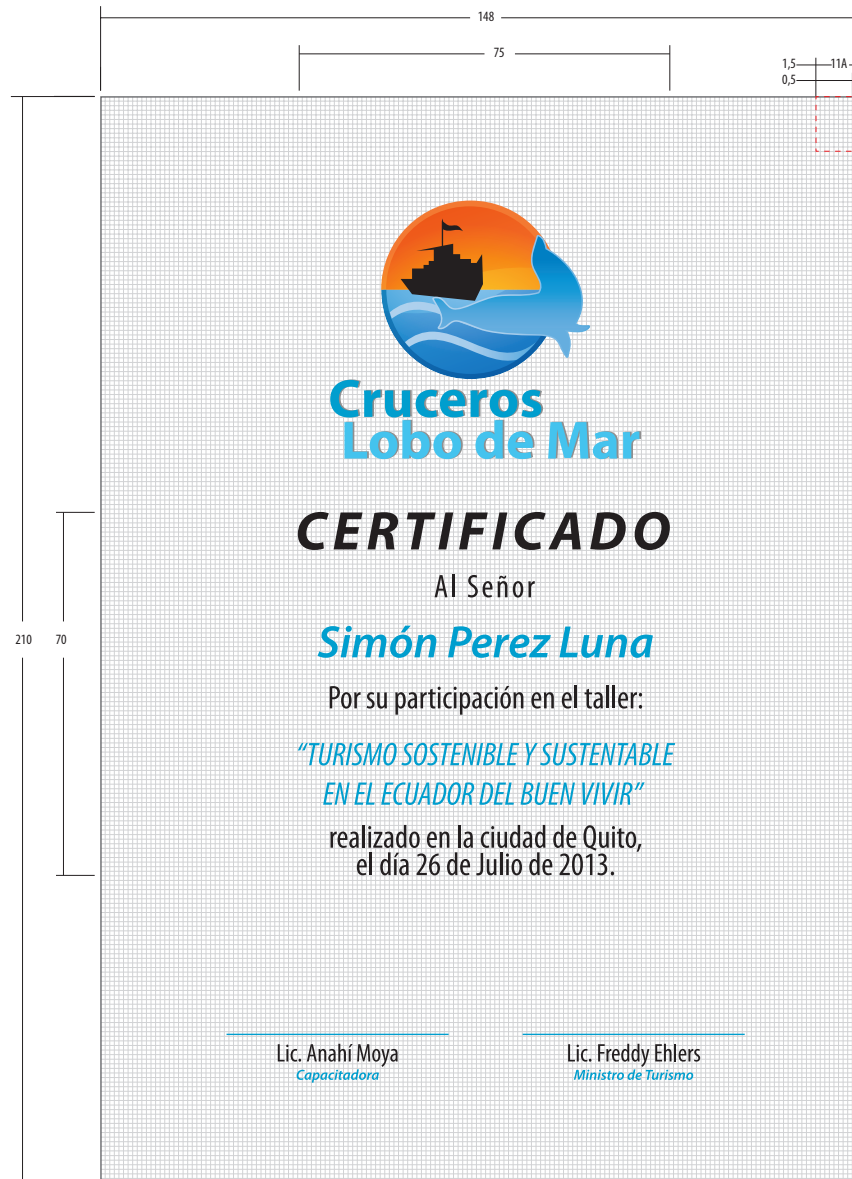 148
75
1,5
11A
0,5
Cruceros
Lobo de Mar
CERTIFICADO
Al Señor
210
70
Simón Perez Luna
Por su participación en el taller:
“TURISMO SOSTENIBLE Y SUSTENTABLE
EN EL ECUADOR DEL BUEN VIVIR”
realizado en la ciudad de Quito,
el día 26 de Julio de 2013.
Lic. Anahí Moya
Capacitadora
Lic. Freddy Ehlers
Ministro de Turismo